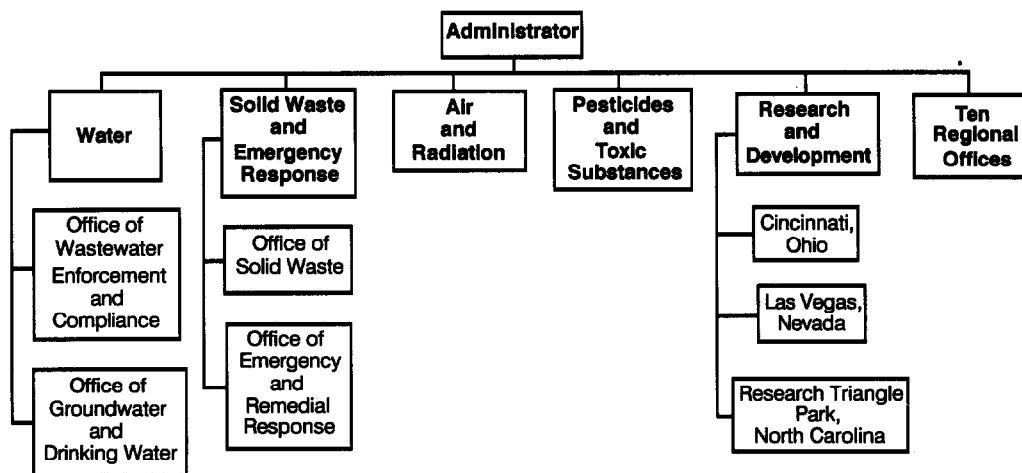 Administrator
Water
Solid Waste
and
Emergency
Response
Air
and
Radiation
Pesticides
and
Toxic
Substances
Research
and
Development
Ten
Regional
Offices
Office of
Wastewater
Enforcement
and
Compliance
Office of
Groundwater
and
Drinking Water
Office of
Solid Waste
Office of
Emergency
and
Remedial
Response
Cincinnati,
Ohio
Las Vegas,
Nevada
Research Triangle
Park,
North Carolina